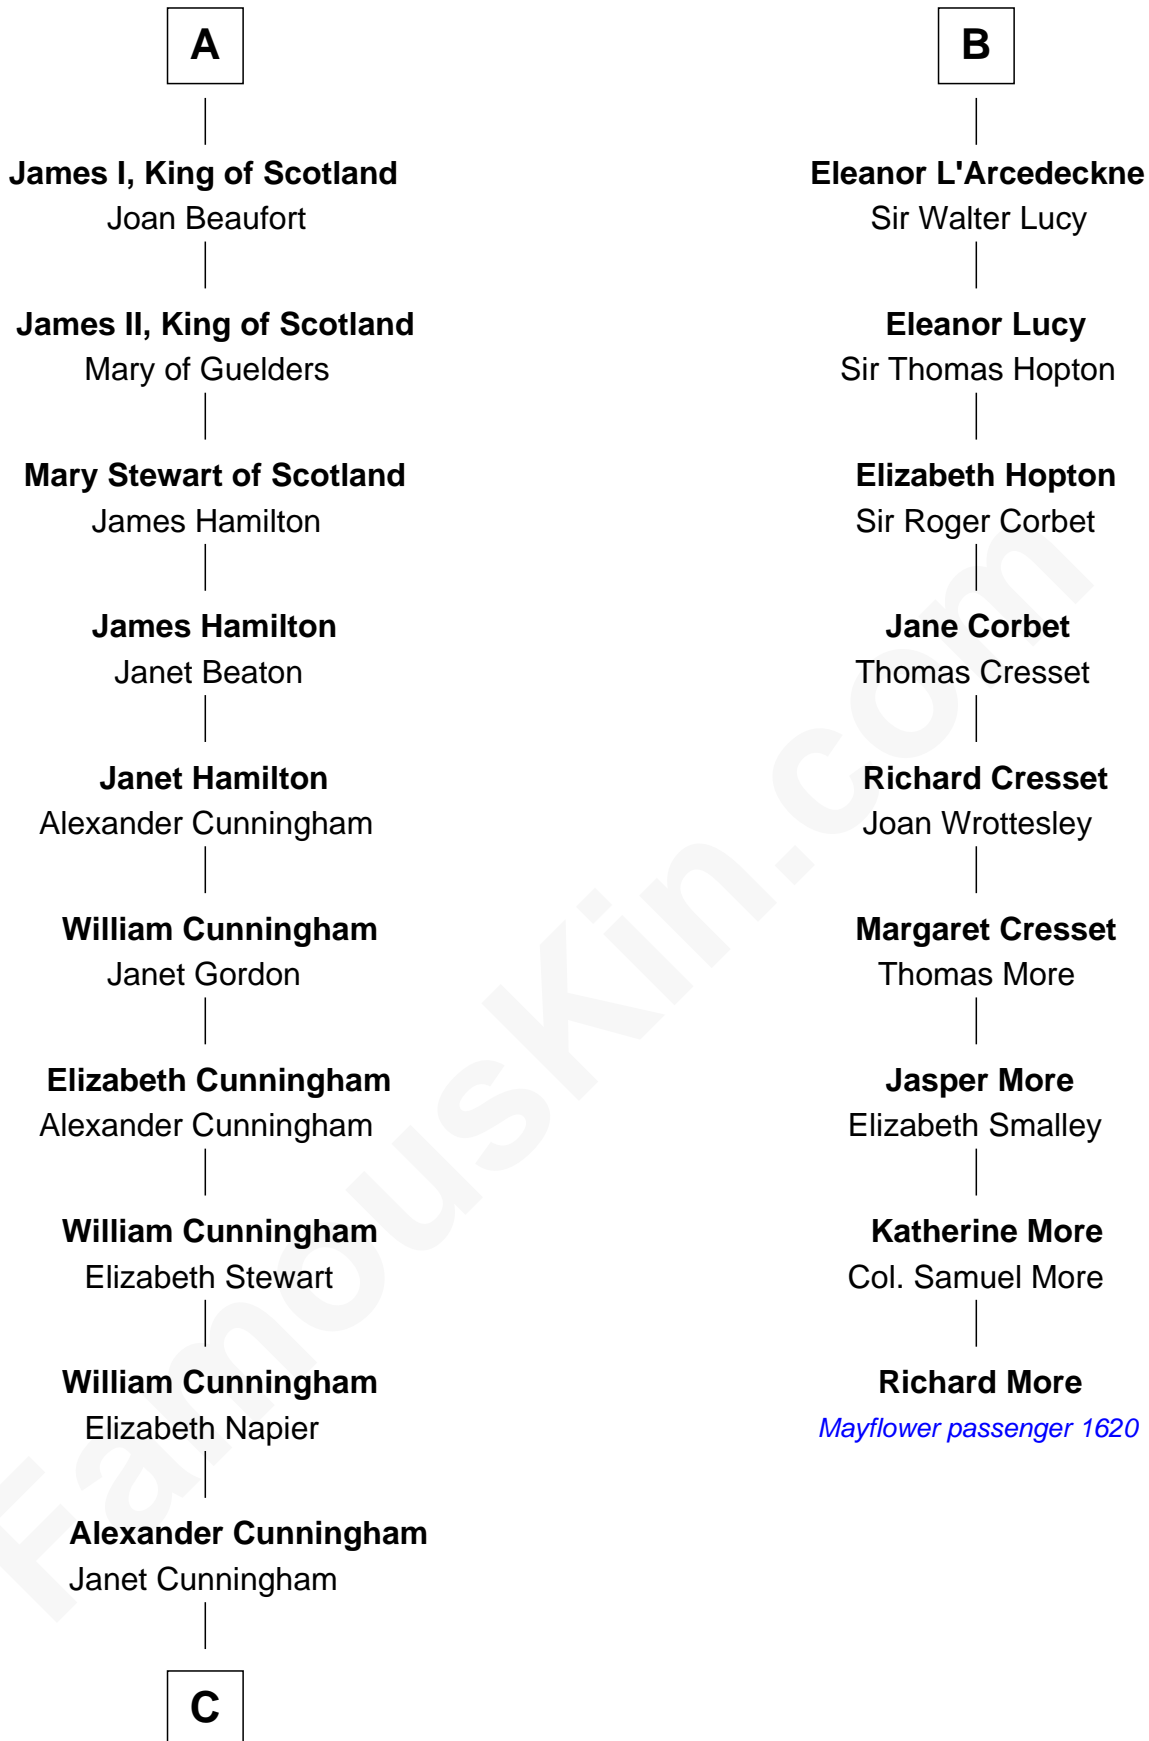 A
James I, King of Scotland
Joan Beaufort
James II, King of Scotland
Mary of Guelders
Mary Stewart of Scotland
James Hamilton
James Hamilton
Janet Beaton
Janet Hamilton
Alexander Cunningham
William Cunningham
Janet Gordon
Elizabeth Cunningham
Alexander Cunningham
William Cunningham
Elizabeth Stewart
William Cunningham
Elizabeth Napier
Alexander Cunningham
Janet Cunningham
C
B
Eleanor L'Arcedeckne
Sir Walter Lucy
Eleanor Lucy
Sir Thomas Hopton
Elizabeth Hopton
Sir Roger Corbet
Jane Corbet
Thomas Cresset
Richard Cresset
Joan Wrottesley
Margaret Cresset
Thomas More
Jasper More
Elizabeth Smalley
Katherine More
Col. Samuel More
Richard More
Mayflower passenger 1620
FamousKin.com